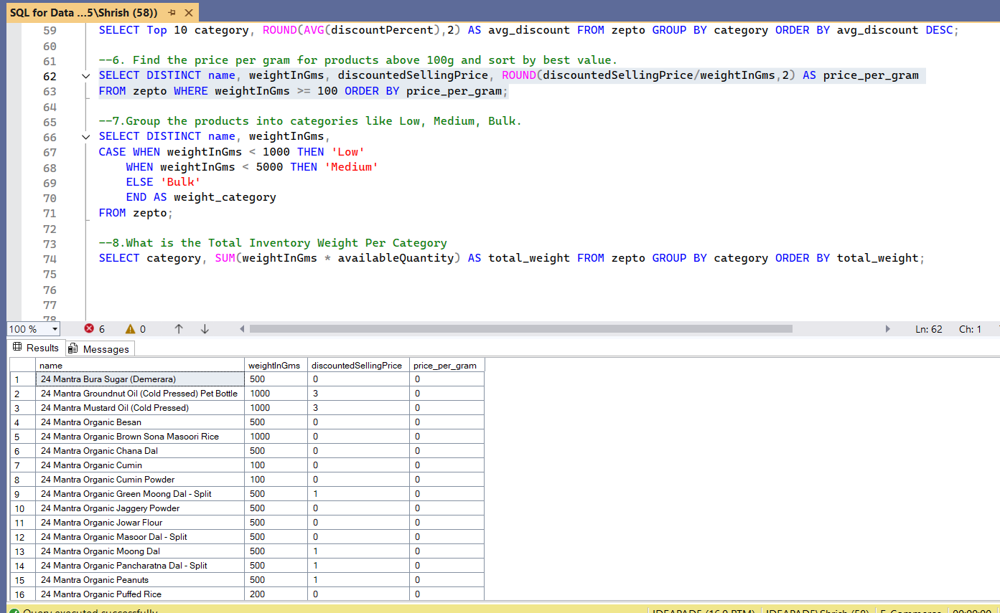 SQL for Data ...5\Shrish (58))
59 SELECT Top 10 category, ROUND(AVG(discountPercent),2) AS avg_discount FROM zepto GROUP BY category ORDER BY avg_discount DESC;
60
61 --6. Find the price per gram for products above 100g and sort by best value.
62 SELECT DISTINCT name, weightInGms, discountedSellingPrice, ROUND(discountedSellingPrice/weightInGms,2) AS price_per_gram
63 FROM zepto WHERE weightInGms >= 100 ORDER BY price_per_gram;
64
65 --7.Group the products into categories like Low, Medium, Bulk.
66 SELECT DISTINCT name, weightInGms,
67 CASE WHEN weightInGms < 1000 THEN 'Low'
68 WHEN weightInGms < 5000 THEN 'Medium'
69 ELSE 'Bulk'
70 END AS weight_category
71 FROM zepto;
72
73 --8.What is the Total Inventory Weight Per Category
74 SELECT category, SUM(weightInGms * availableQuantity) AS total_weight FROM zepto GROUP BY category ORDER BY total_weight;
75
76
77
78
100 % 6 0 Ln: 62 Ch: 1
Results Messages
name weightInGms discountedSellingPrice price_per_gram
1 24 Mantra Bura Sugar (Demerara) 500 0 0
2 24 Mantra Groundnut Oil (Cold Pressed) Pet Bottle 1000 3 0
3 24 Mantra Mustard Oil (Cold Pressed) 1000 3 0
4 24 Mantra Organic Besan 500 0 0
5 24 Mantra Organic Brown Sona Masoori Rice 1000 0 0
6 24 Mantra Organic Chana Dal 500 0 0
7 24 Mantra Organic Cumin 100 0 0
8 24 Mantra Organic Cumin Powder 100 0 0
9 24 Mantra Organic Green Moong Dal - Split 500 1 0
10 24 Mantra Organic Jaggery Powder 500 0 0
11 24 Mantra Organic Jowar Flour 500 0 0
12 24 Mantra Organic Masoor Dal - Split 500 0 0
13 24 Mantra Organic Moong Dal 500 1 0
14 24 Mantra Organic Pancharatna Dal - Split 500 1 0
15 24 Mantra Organic Peanuts 500 1 0
16 24 Mantra Organic Puffed Rice 200 0 0
Query executed successfully (16.0 RTM) Shrish (58) 00:00:00